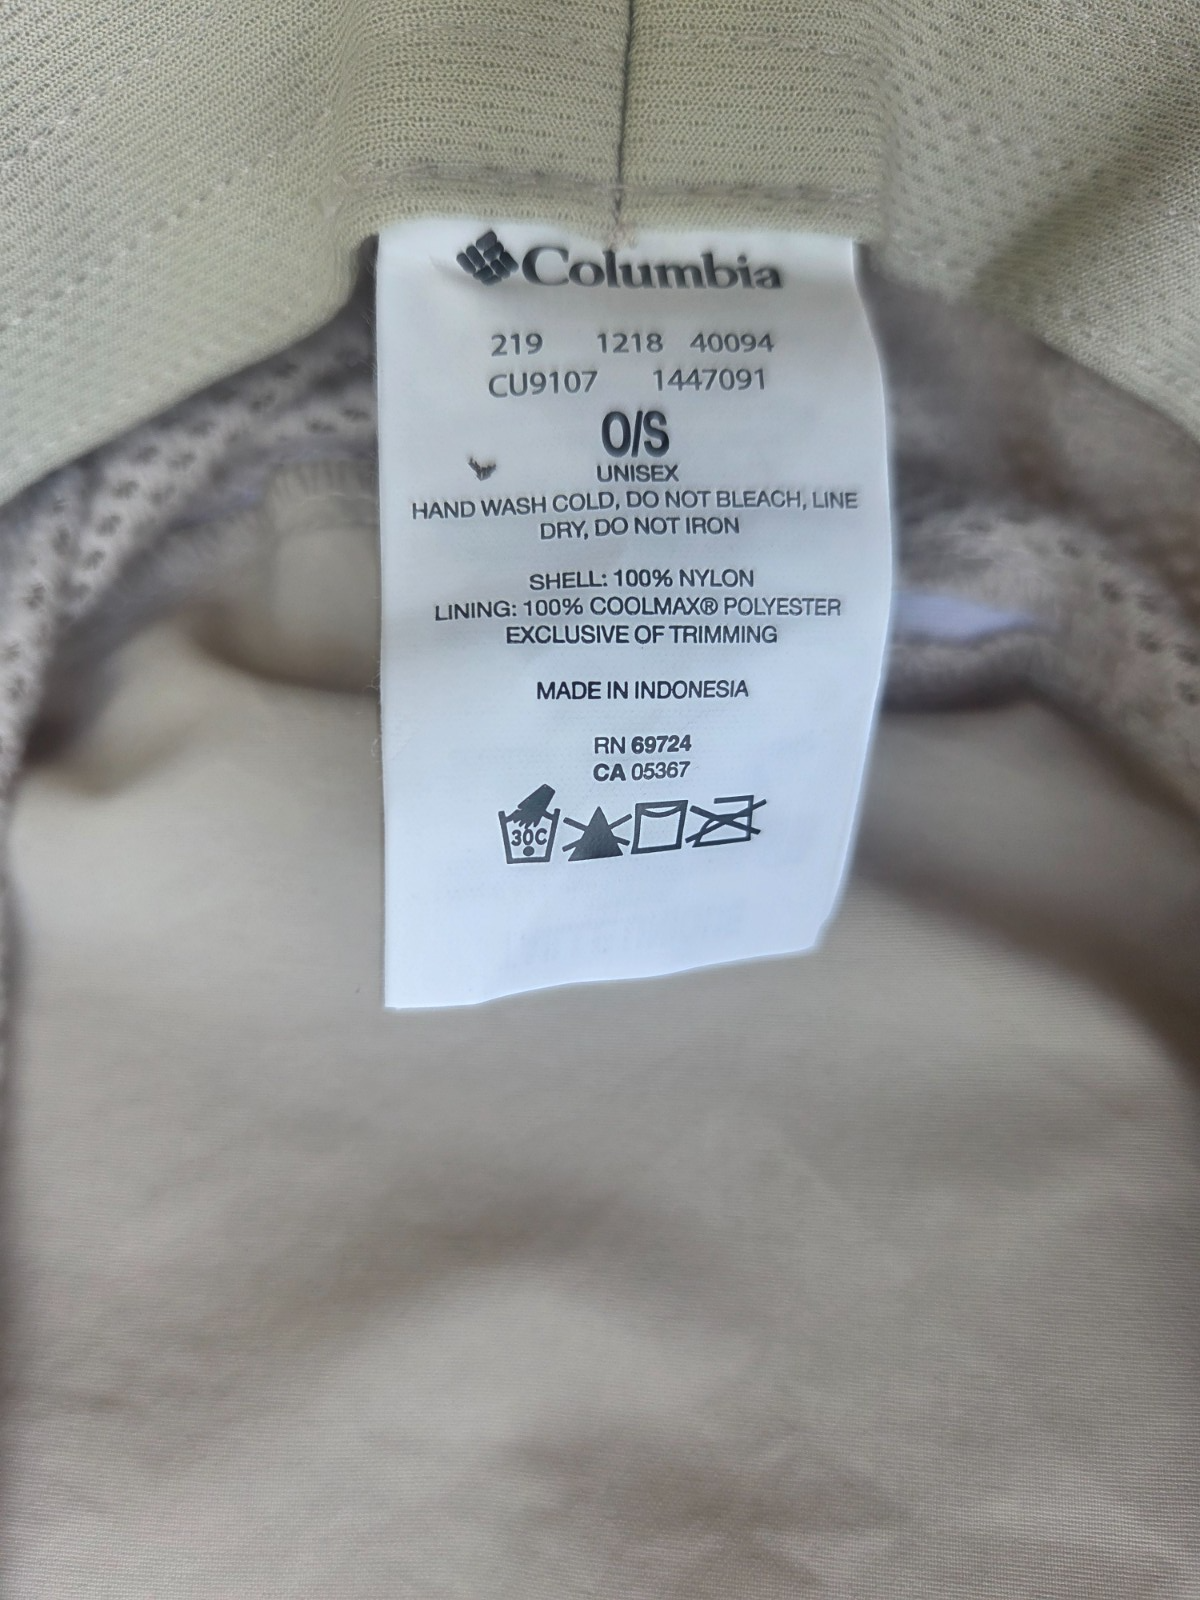 Columbia
219 1218 40094
CU9107 1447091
O/S
UNISEX
HAND WASH COLD, DO NOT BLEACH, LINE
DRY, DO NOT IRON
SHELL: 100% NYLON
LINING: 100% COOLMAX® POLYESTER
EXCLUSIVE OF TRIMMING
MADE IN INDONESIA
RN 69724
CA 05367
30C